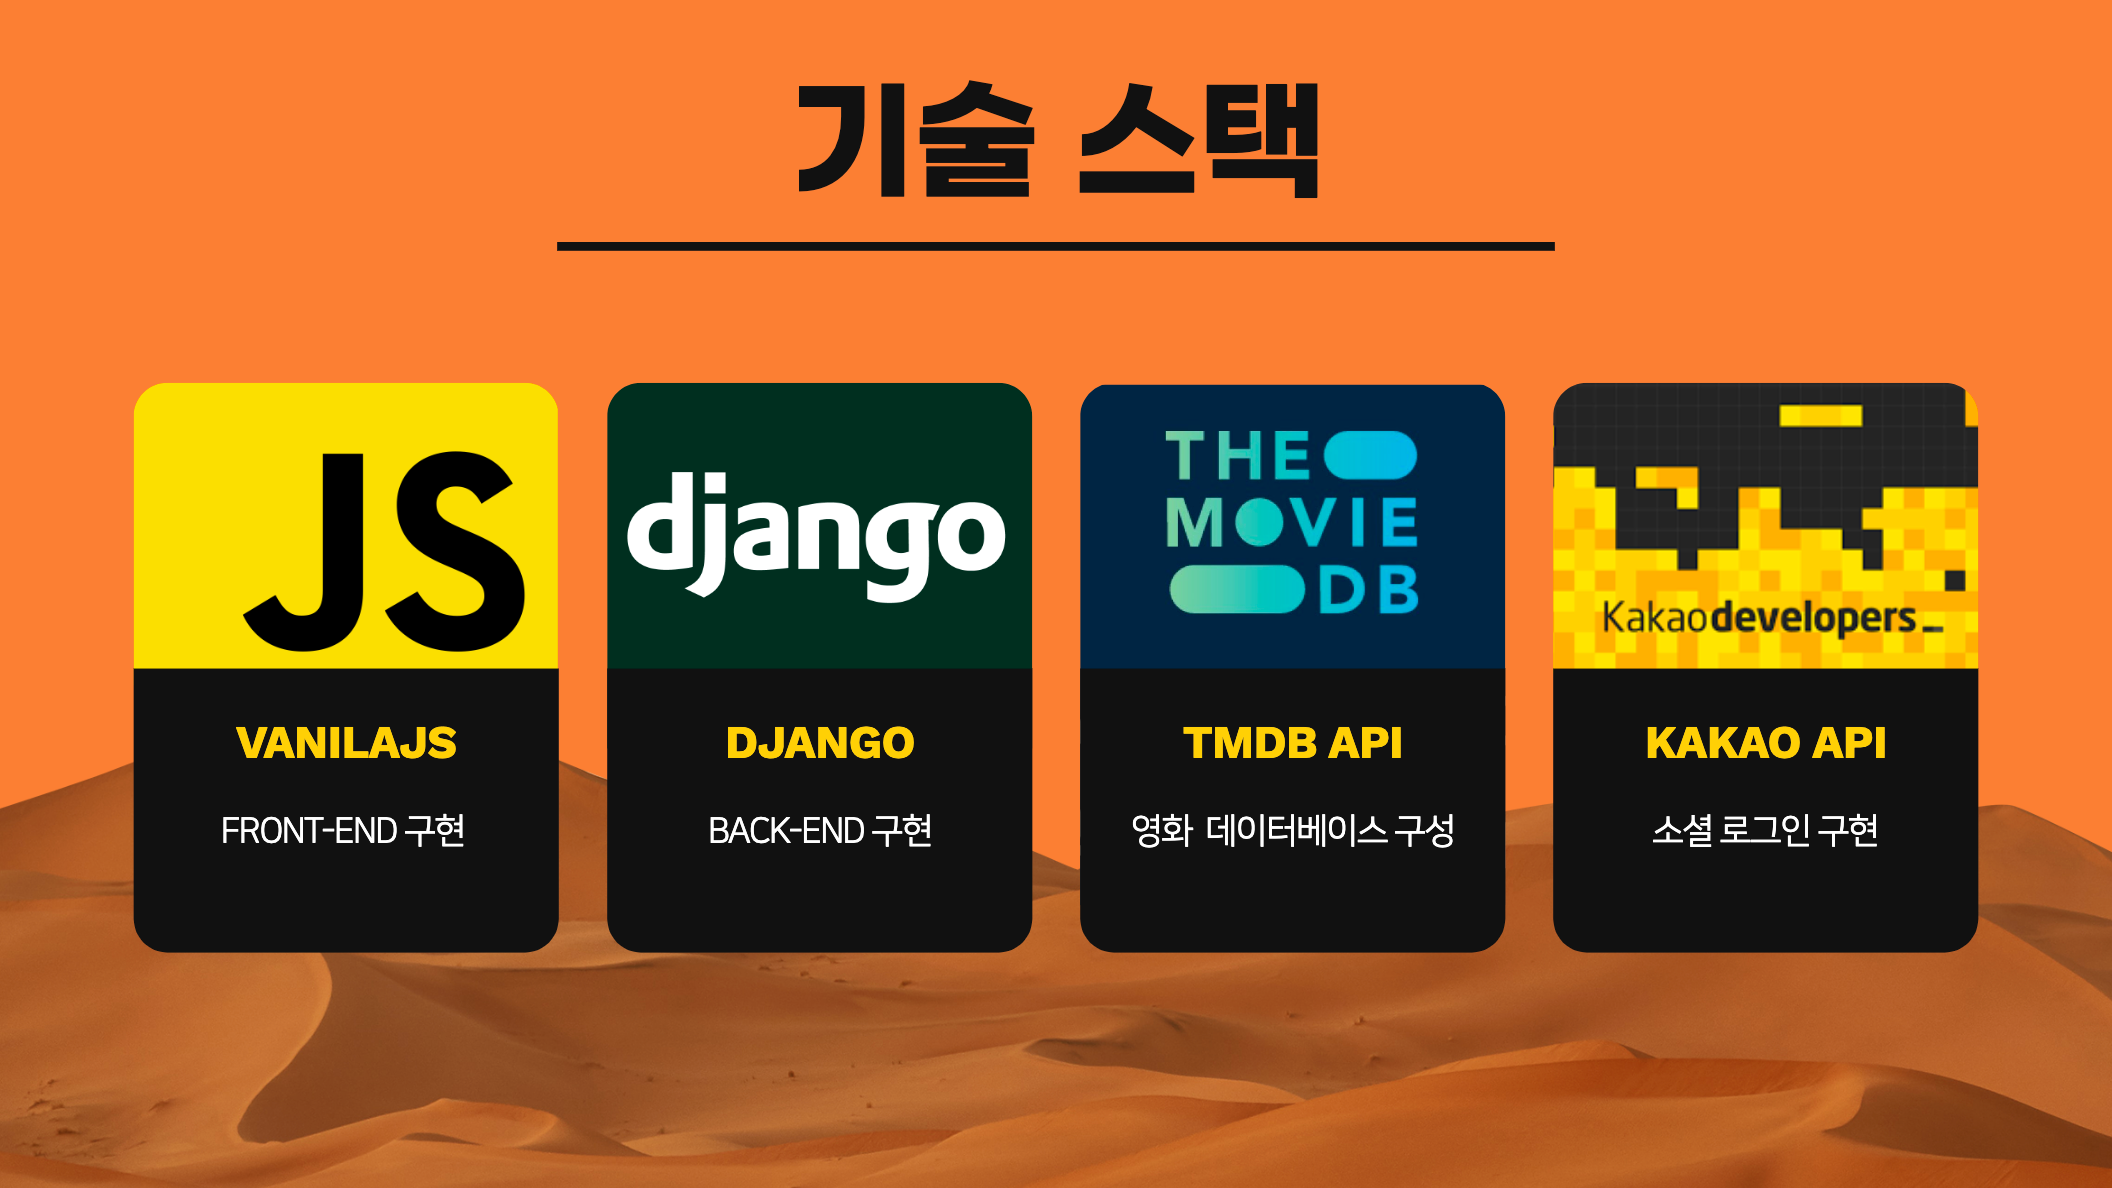 기술 스택
JS
django
THE
MOVIE
DB
Kakaodevelopers_
VANILAJS
FRONT-END 구현
DJANGO
BACK-END 구현
TMDB API
영화 데이터베이스 구성
KAKAO API
소셜 로그인 구현